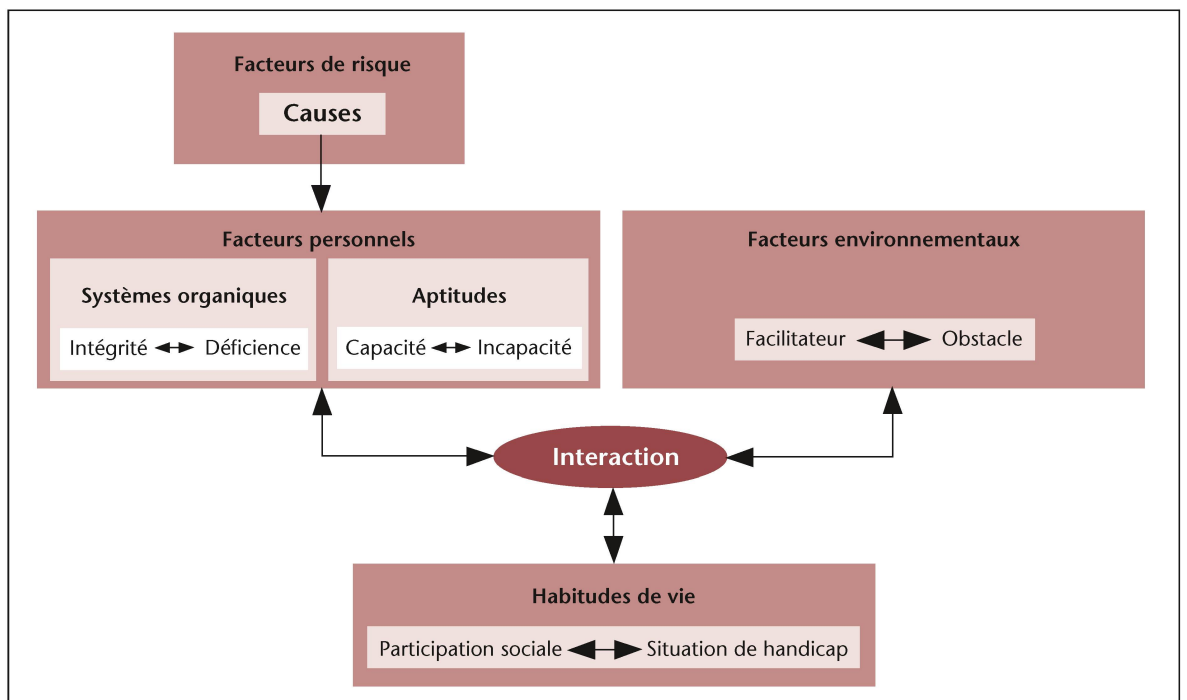 Facteurs de risque
Causes
Facteurs personnels
Systèmes organiques
Intégrité Déficience
Aptitudes
Capacité Incapacité
Facteurs environnementaux
Facilitateur Obstacle
Interaction
Habitudes de vie
Participation sociale Situation de handicap